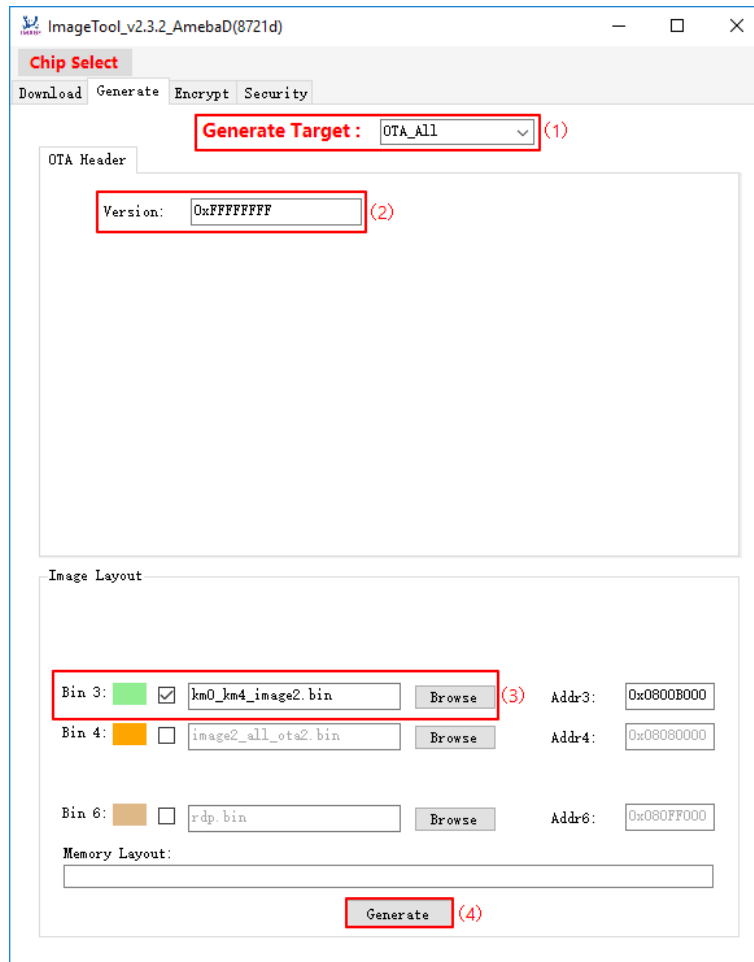 ImageTool_v2.3.2_AmebaD(8721d)
Chip Select
Download Generate Encrypt Security
Generate Target : OTA_All (1)
OTA Header
Version: 0xFFFFFFFF (2)
Image Layout
Bin 3: km0_km4_image2.bin Browse (3) Addr3: 0x0800B000
Bin 4: image2_all_ota2.bin Browse Addr4: 0x08080000
Bin 6: rdp.bin Browse Addr6: 0x080FF000
Memory Layout:
Generate (4)